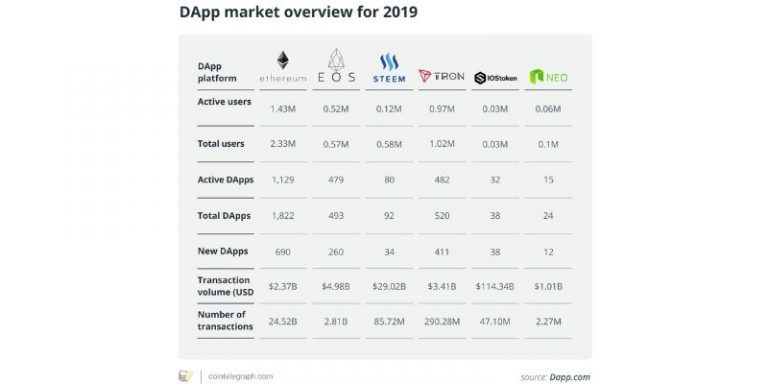 DApp market overview for 2019
DApp platform ethereum EOS STEEM TRON IOStoken NEO
Active users 1.43M 0.52M 0.12M 0.97M 0.03M 0.06M
Total users 2.33M 0.57M 0.58M 1.02M 0.03M 0.1M
Active DApps 1,129 479 80 482 32 15
Total DApps 1,822 493 92 520 38 24
New DApps 690 260 34 411 38 12
Transaction volume (USD $2.37B $4.98B $29.02B $3.41B $114.34B $1.01B
Number of transactions 24.52B 2.81B 85.72M 290.28M 47.10M 2.27M
cointelegraph.com source: Dapp.com